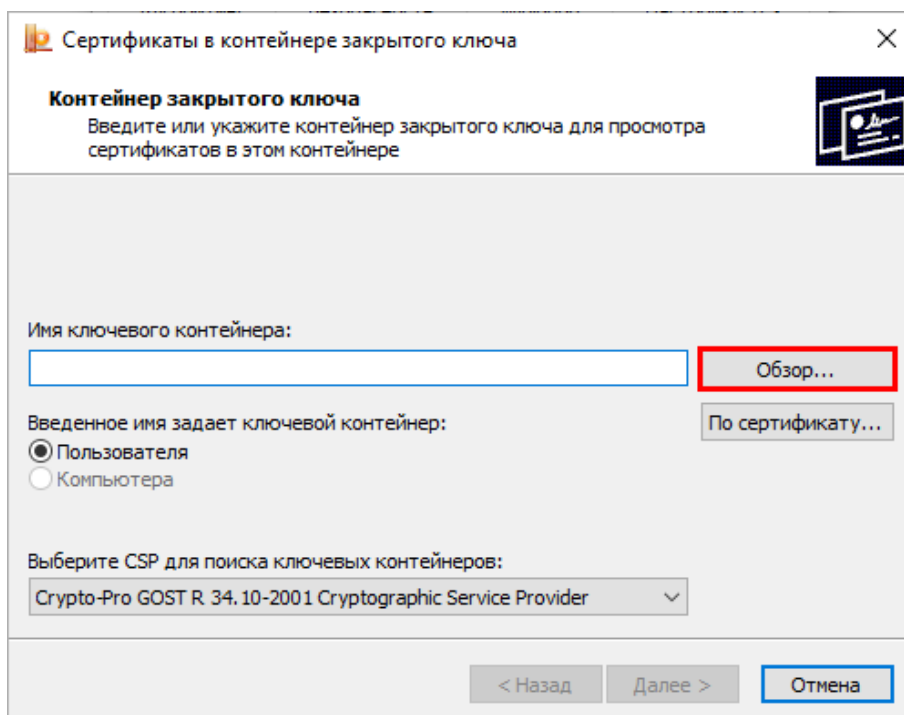 Сертификаты в контейнере закрытого ключа
Контейнер закрытого ключа
Введите или укажите контейнер закрытого ключа для просмотра
сертификатов в этом контейнере
Имя ключевого контейнера:
Обзор...
Введенное имя задает ключевой контейнер:
По сертификату...
Пользователя
Компьютера
Выберите CSP для поиска ключевых контейнеров:
Crypto-Pro GOST R 34.10-2001 Cryptographic Service Provider
< Назад
Далее >
Отмена